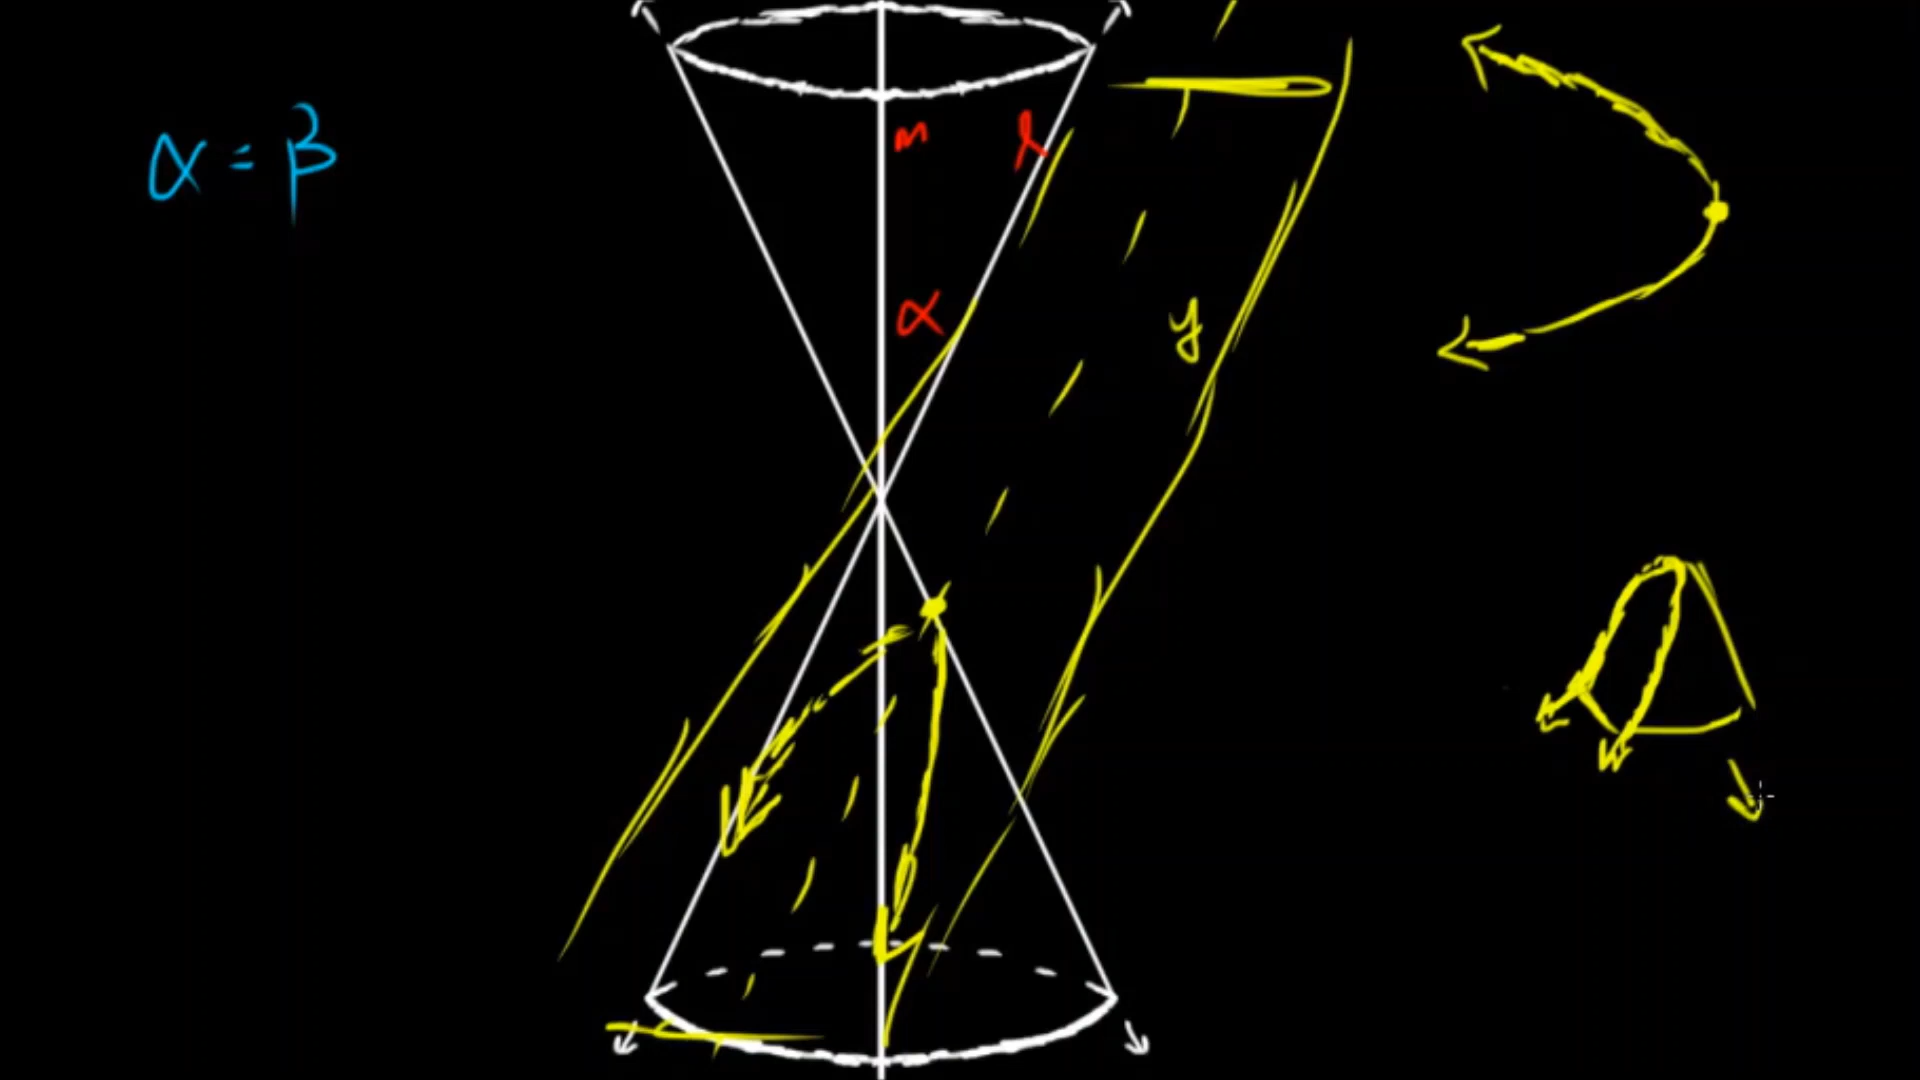 α = β
m l
α
y